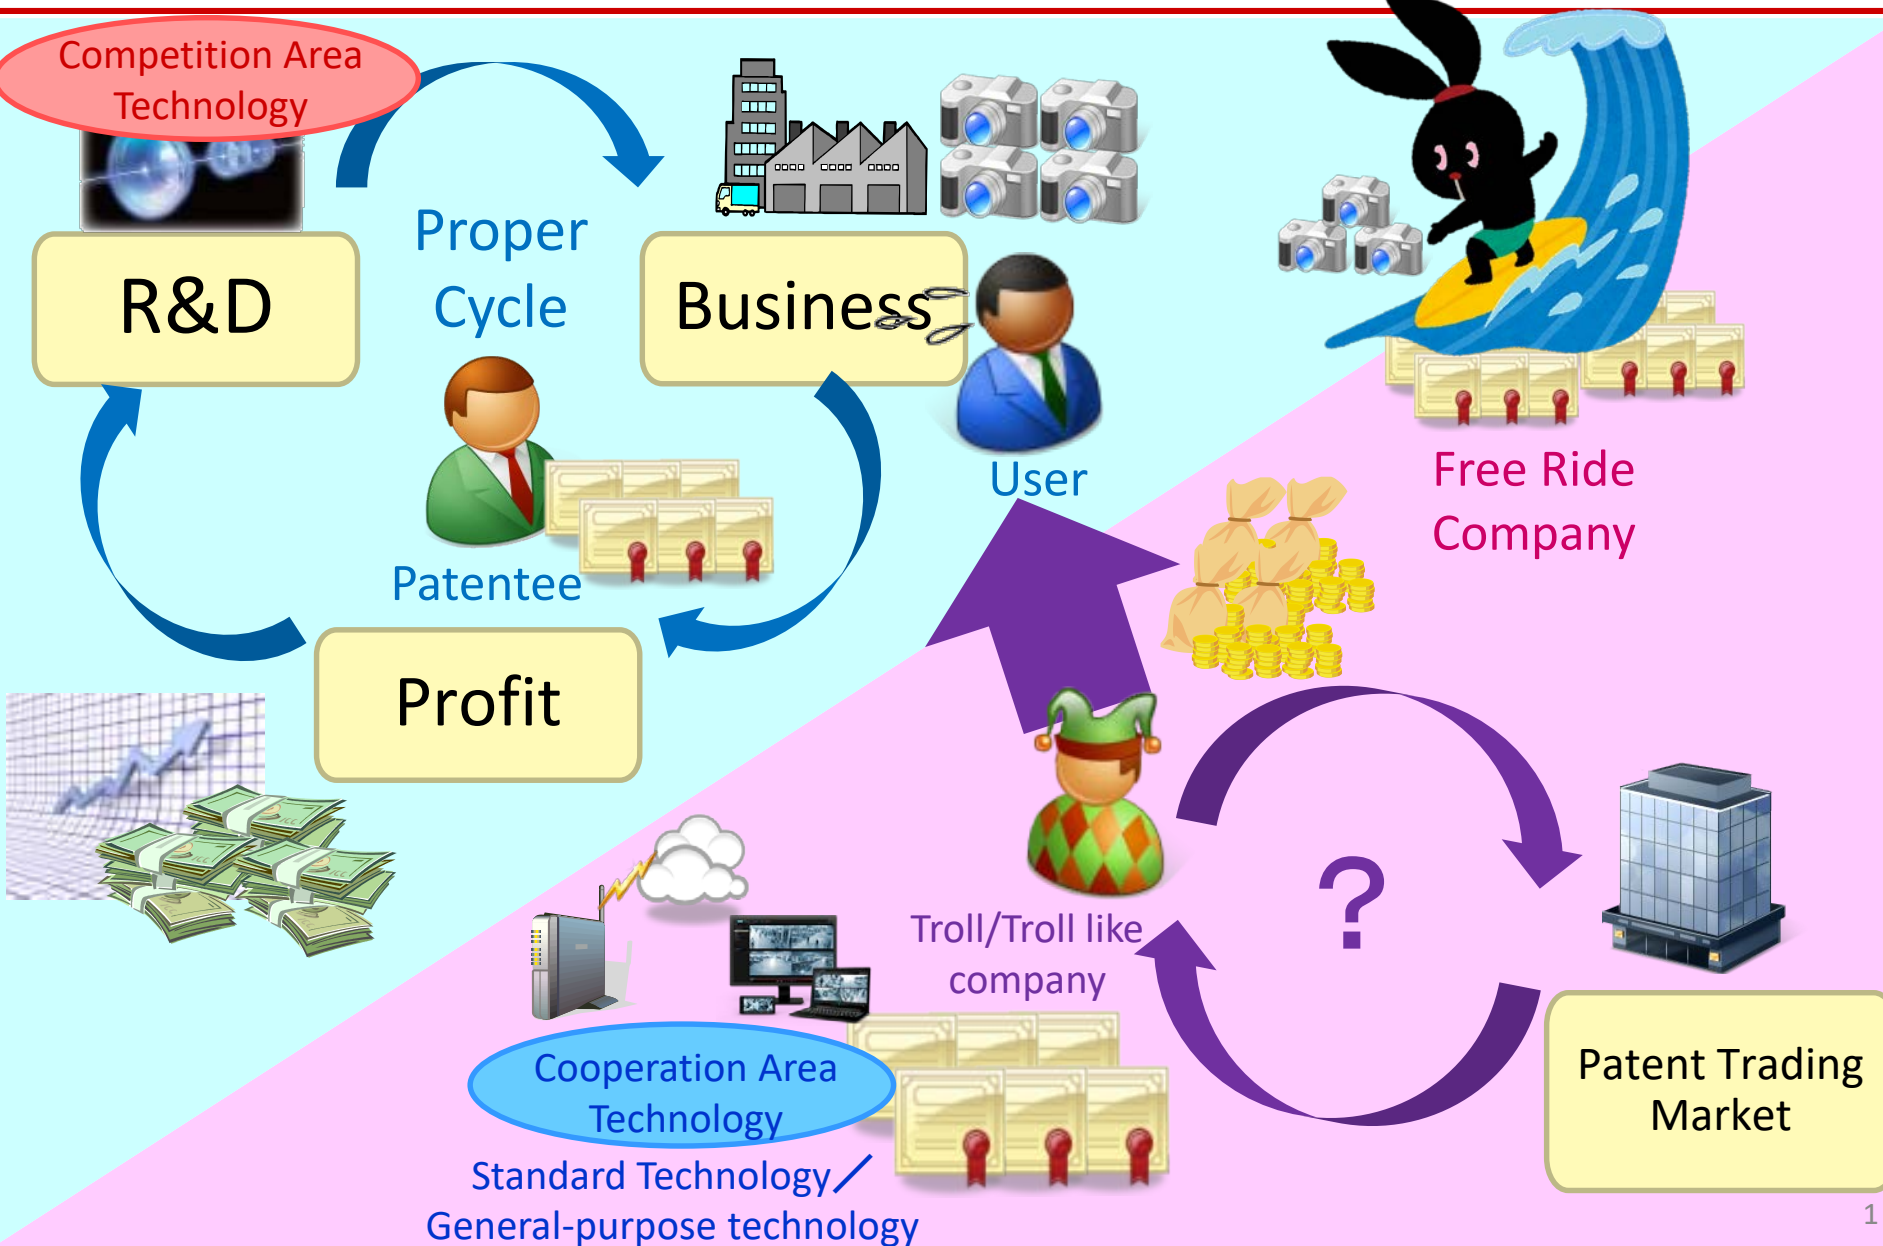 Competition Area
Technology
R&D
Proper
Cycle
Business
User
Patentee
Profit
Free Ride
Company
Troll/Troll like
company
?
Patent Trading
Market
Cooperation Area
Technology
Standard Technology／
General-purpose technology
1